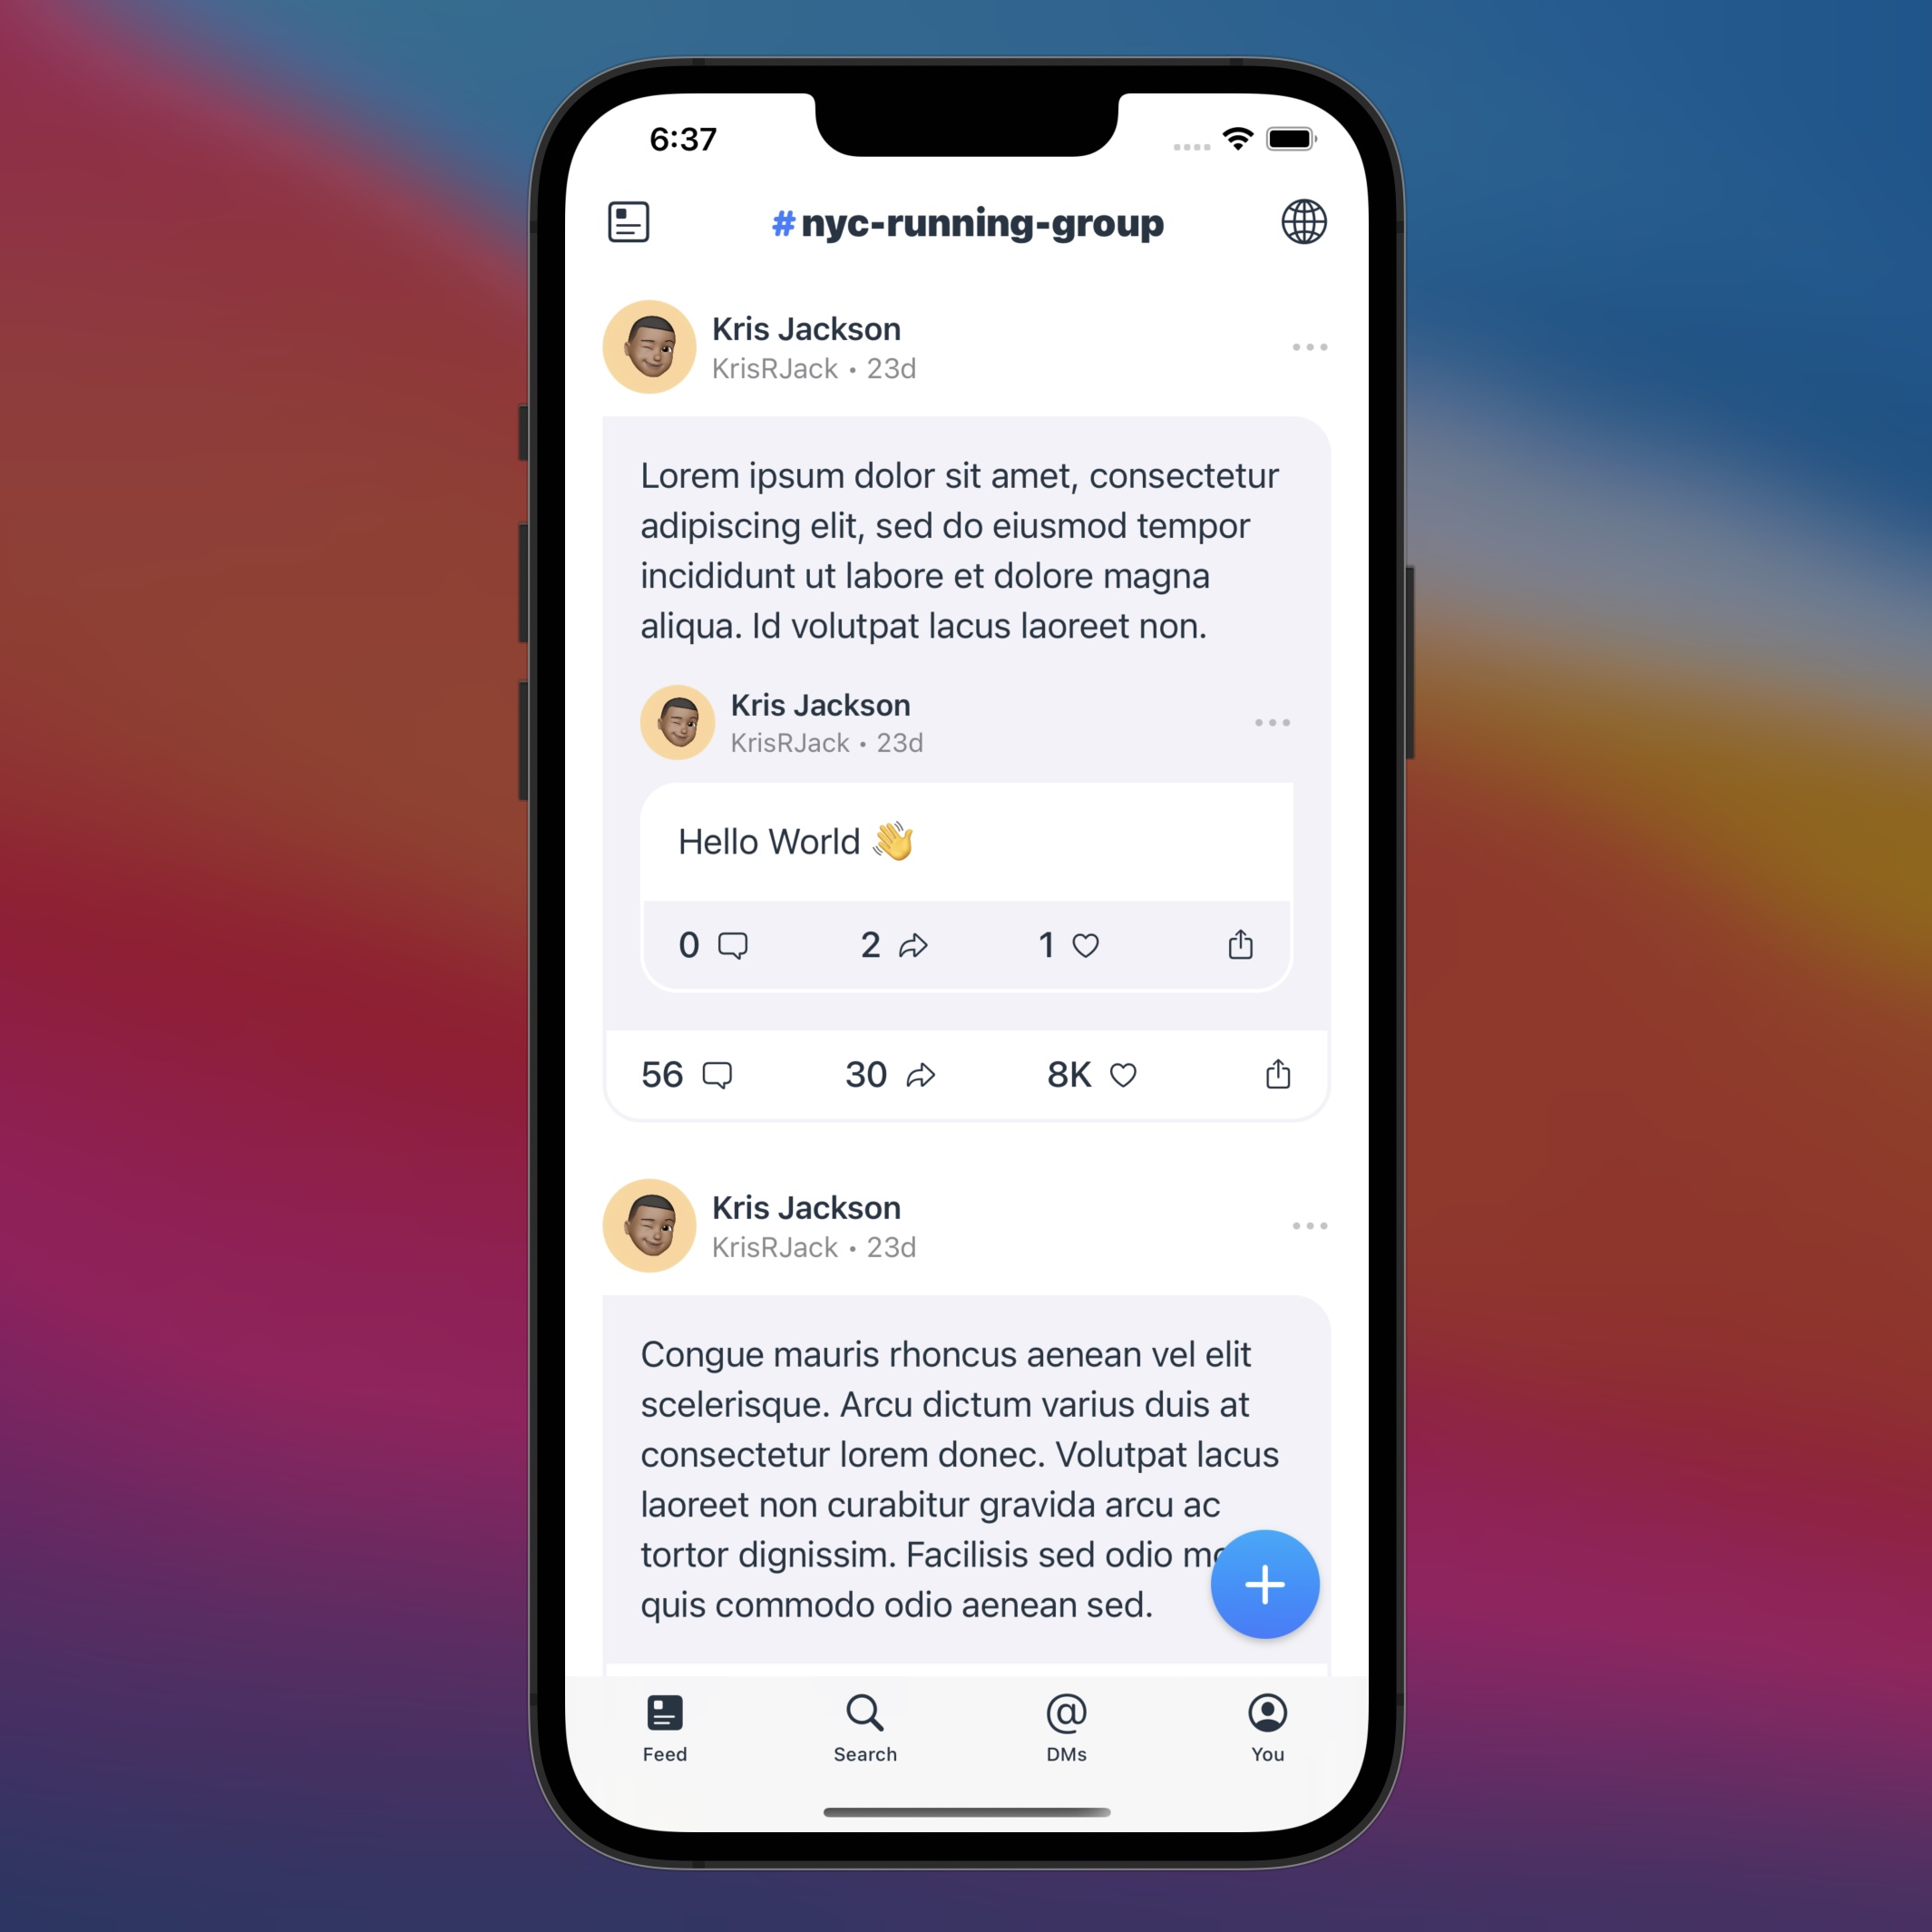 6:37
#nyc-running-group
Kris Jackson
KrisRJack • 23d
Lorem ipsum dolor sit amet, consectetur
adipiscing elit, sed do eiusmod tempor
incididunt ut labore et dolore magna
aliqua. Id volutpat lacus laoreet non.
Kris Jackson
KrisRJack • 23d
Hello World 👋
0 2 1
56 30 8K
Kris Jackson
KrisRJack • 23d
Congue mauris rhoncus aenean vel elit
scelerisque. Arcu dictum varius duis at
consectetur lorem donec. Volutpat lacus
laoreet non curabitur gravida arcu ac
tortor dignissim. Facilisis sed odio
quis commodo odio aenean sed.
Feed Search DMs You